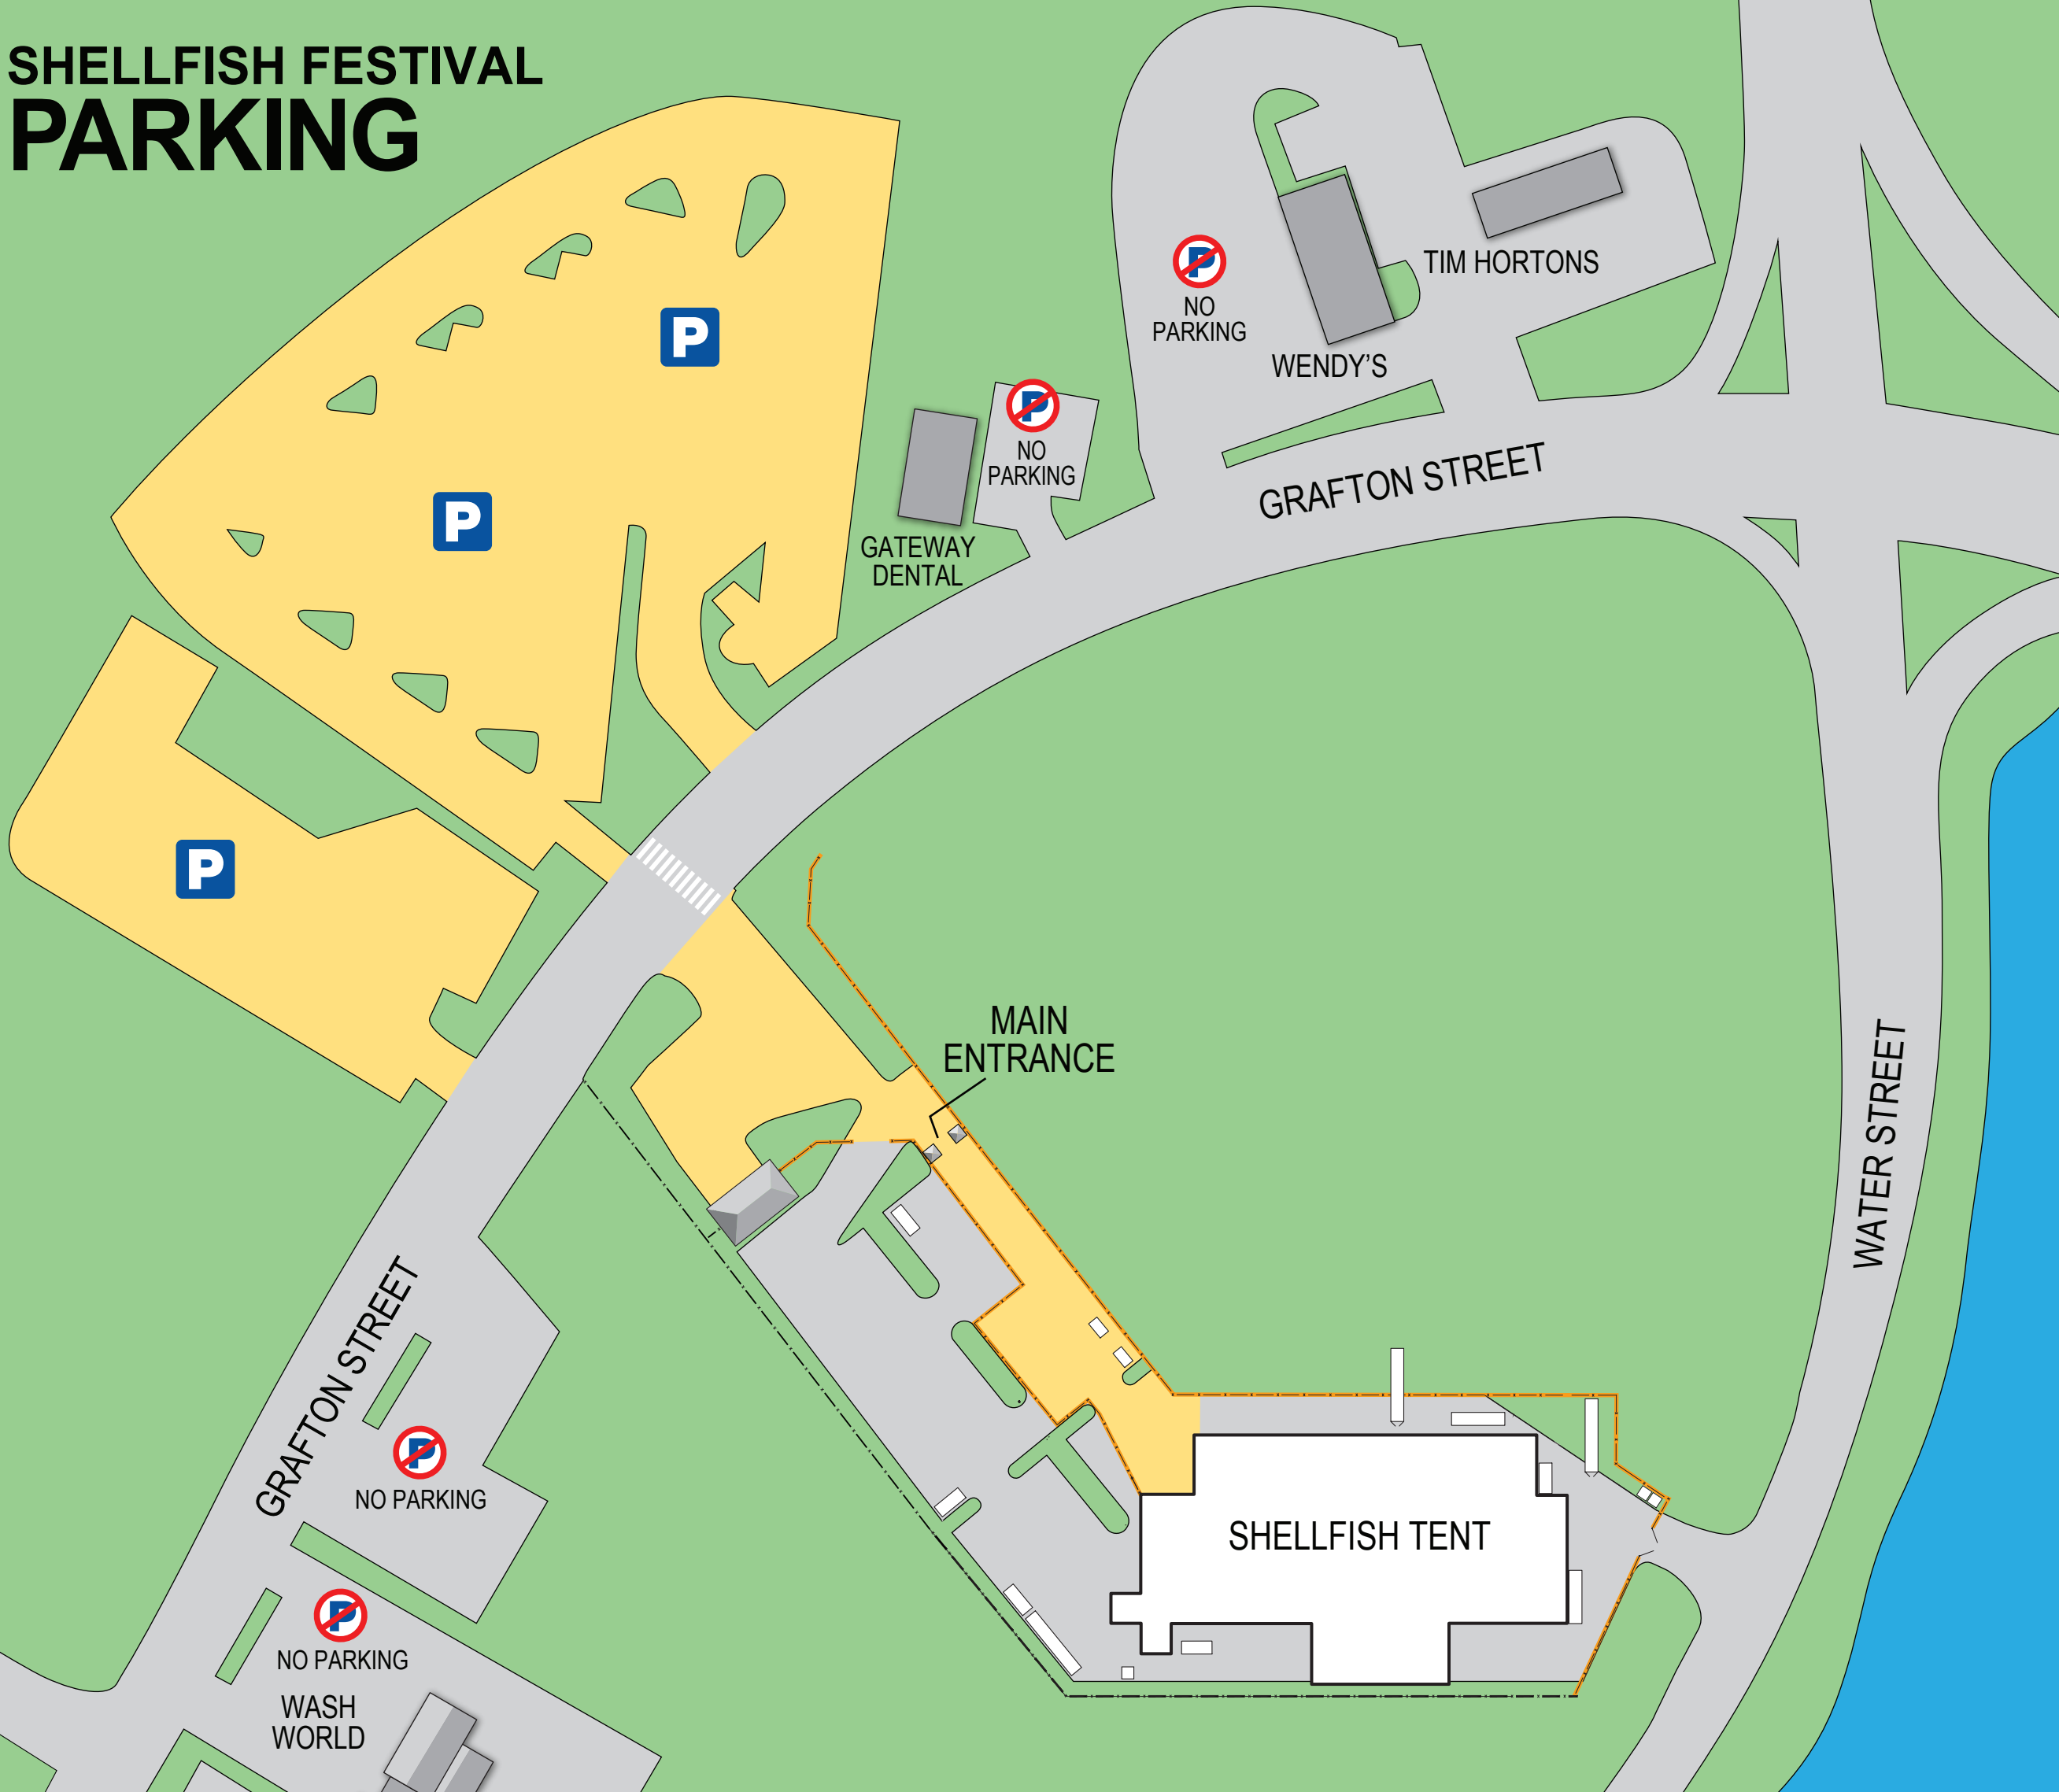 SHELLFISH FESTIVAL
PARKING
P
NO
PARKING
TIM HORTONS
WENDY'S
P
P
NO
PARKING
GRAFTON STREET
P
GATEWAY
DENTAL
P
MAIN
ENTRANCE
WATER STREET
GRAFTON STREET
P
NO PARKING
SHELLFISH TENT
P
NO PARKING
WASH
WORLD